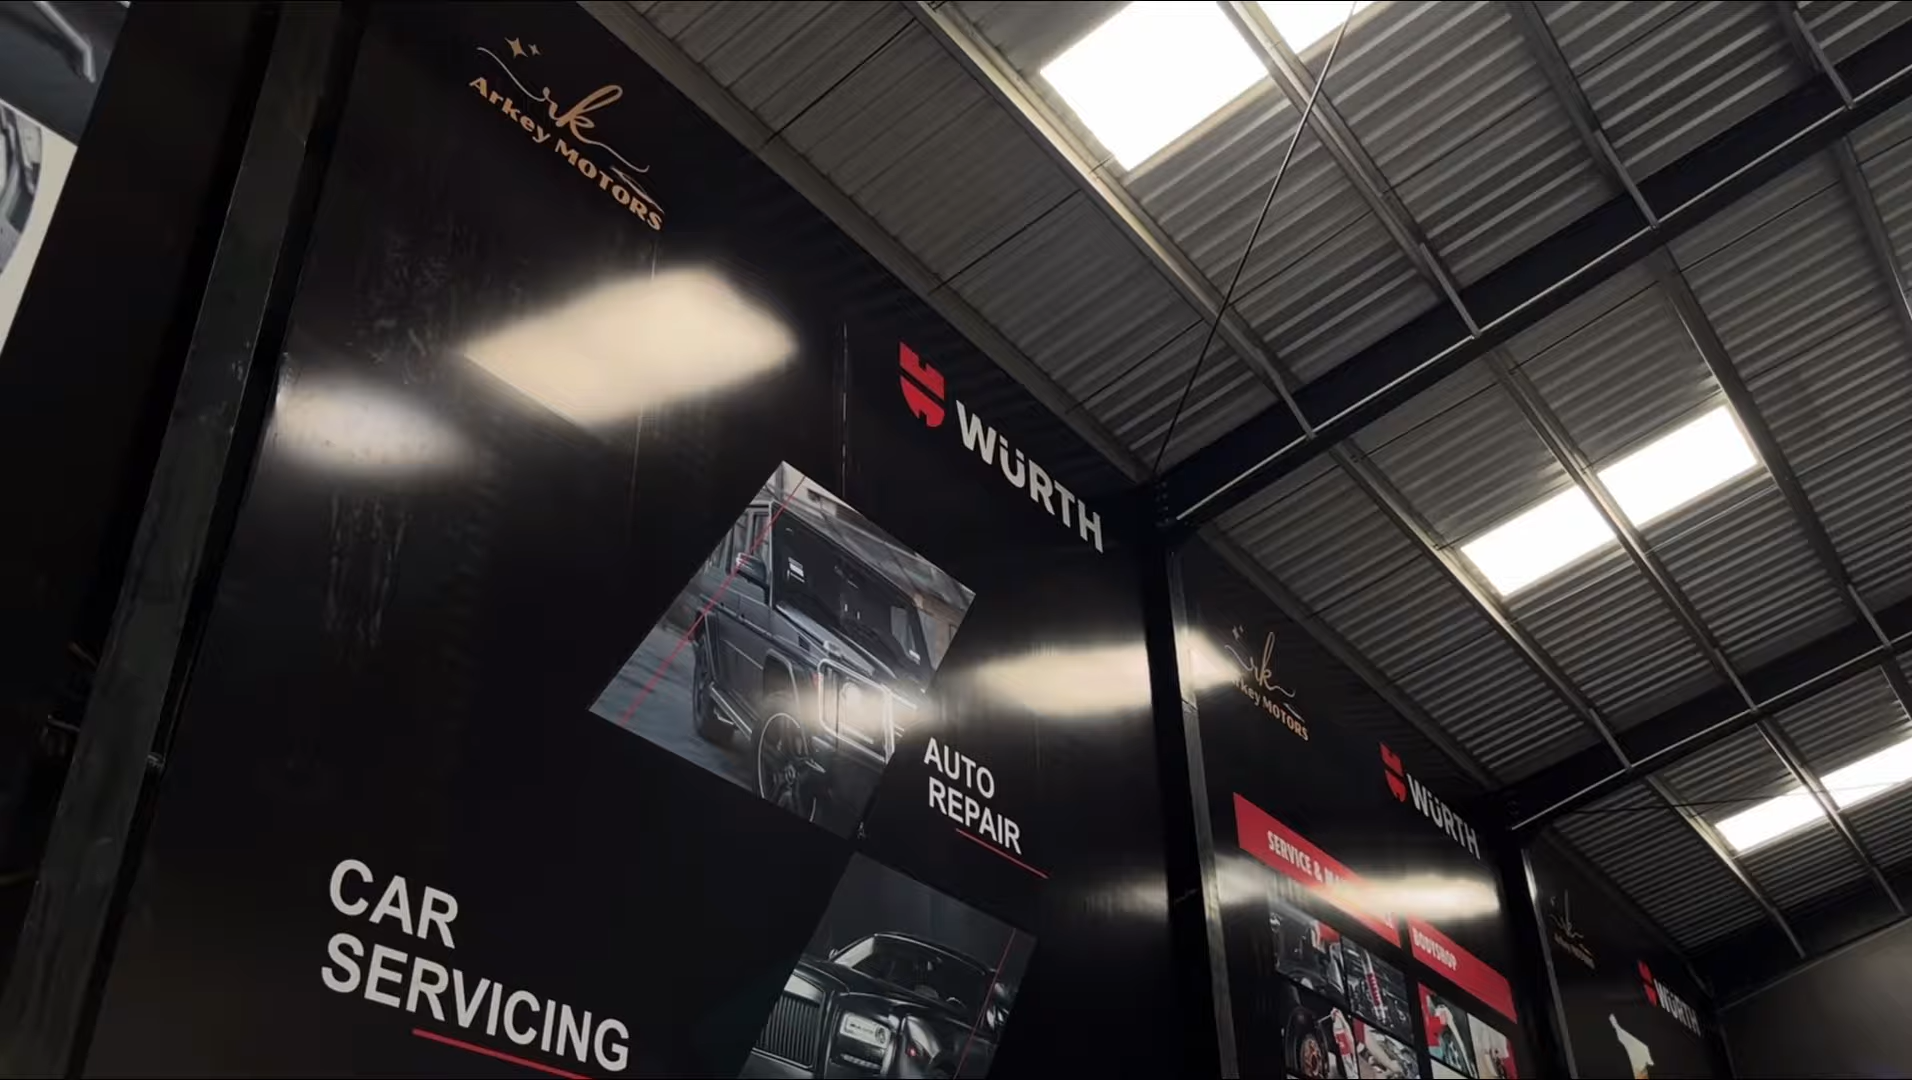 rk
Arkey MOTORS
WÜRTH
AUTO
REPAIR
CAR
SERVICING
rk
Arkey MOTORS
WÜRTH
SERVICE &
BODYSHOP
WÜRTH